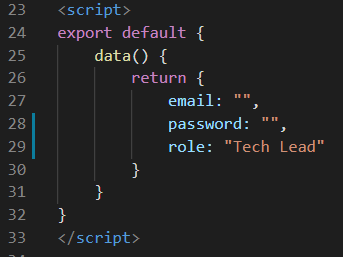 23 <script>
24 export default {
25     data() {
26         return {
27             email: "",
28             password: "",
29             role: "Tech Lead"
30         }
31     }
32 }
33 </script>